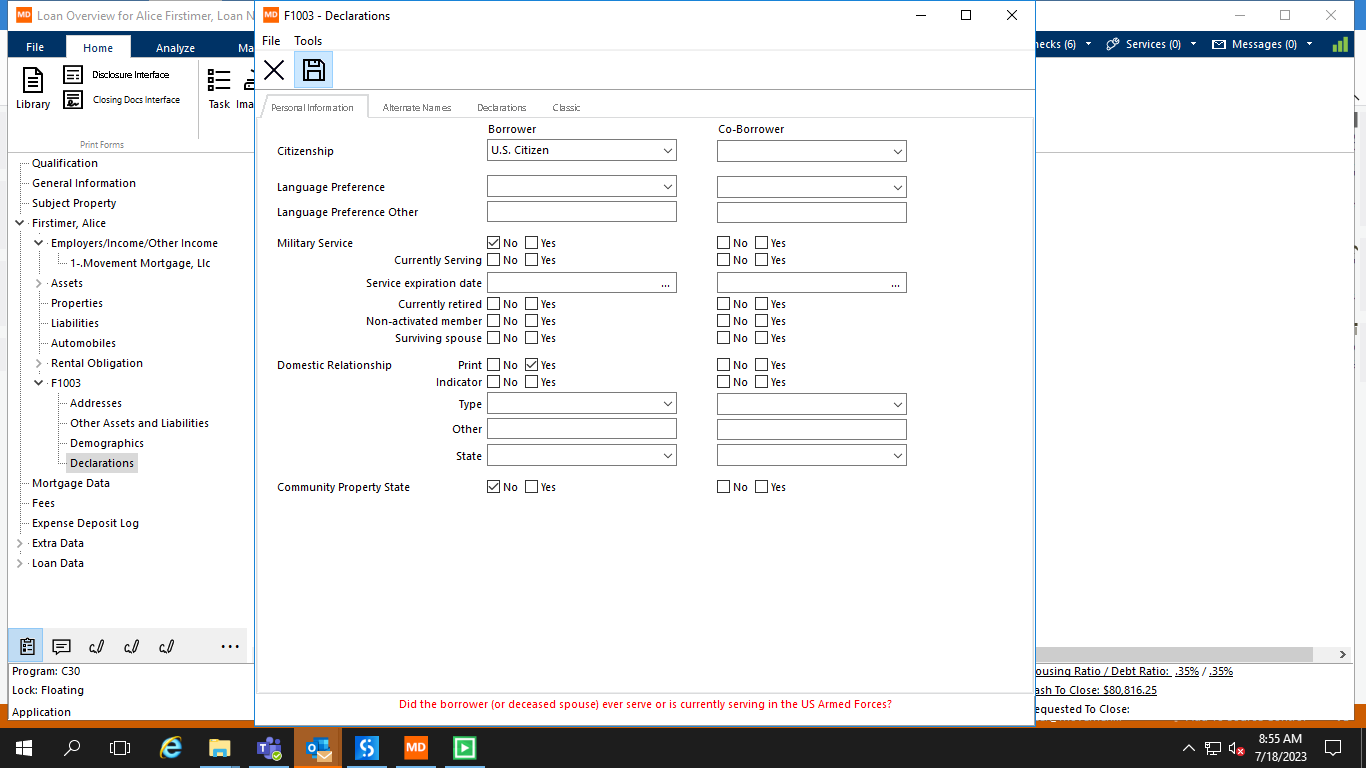 MD Loan Overview for Alice Firstimer, Loan N
MD F1003 - Declarations
File Home Analyze Ma
Library
Disclosure Interface
Closing Docs Interface
Task Ima
Print Forms
Qualification
General Information
Subject Property
Firstimer, Alice
Employers/Income/Other Income
1-.Movement Mortgage, Llc
Assets
Properties
Liabilities
Automobiles
Rental Obligation
F1003
Addresses
Other Assets and Liabilities
Demographics
Declarations
Mortgage Data
Fees
Expense Deposit Log
Extra Data
Loan Data
...
Program: C30
Lock: Floating
Application
File Tools
Personal Information Alternate Names Declarations Classic
Borrower Co-Borrower
Citizenship U.S. Citizen
Language Preference
Language Preference Other
Military Service No Yes No Yes
Currently Serving No Yes No Yes
Service expiration date ... ...
Currently retired No Yes No Yes
Non-activated member No Yes No Yes
Surviving spouse No Yes No Yes
Domestic Relationship Print No Yes No Yes
Indicator No Yes No Yes
Type
Other
State
Community Property State No Yes No Yes
Did the borrower (or deceased spouse) ever serve or is currently serving in the US Armed Forces?
hecks (6) Services (0) Messages (0)
ousing Ratio / Debt Ratio: .35% / .35%
ash To Close: $80,816.25
equested To Close:
MD
8:55 AM
7/18/2023